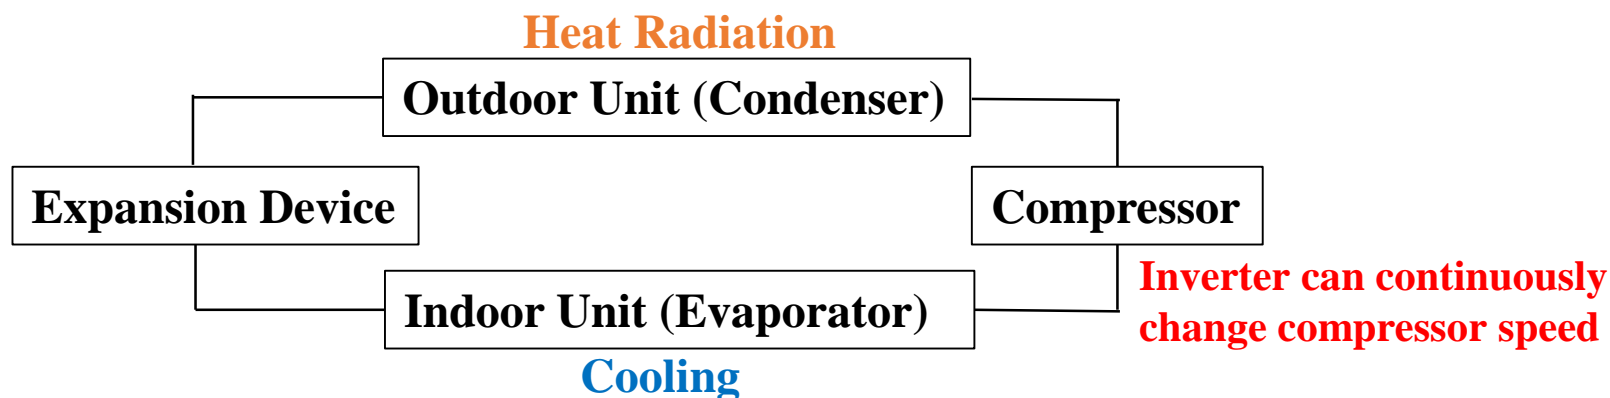 Heat Radiation
Outdoor Unit (Condenser)
Expansion Device
Compressor
Indoor Unit (Evaporator)
Inverter can continuously
change compressor speed
Cooling